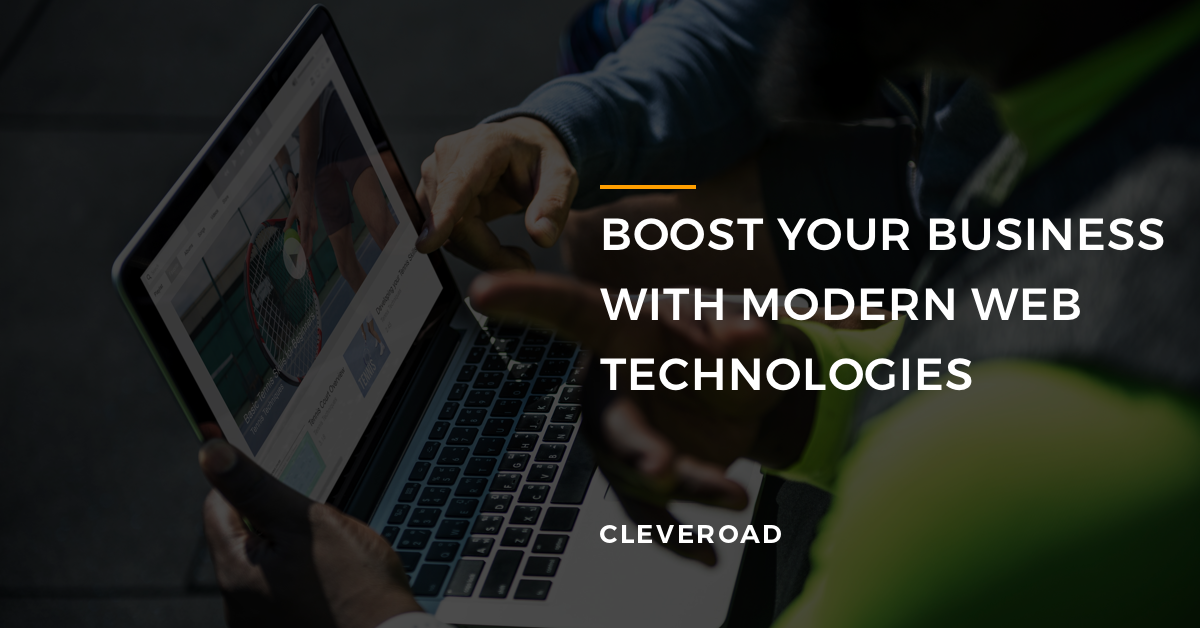 BOOST YOUR BUSINESS
WITH MODERN WEB
TECHNOLOGIES
CLEVEROAD